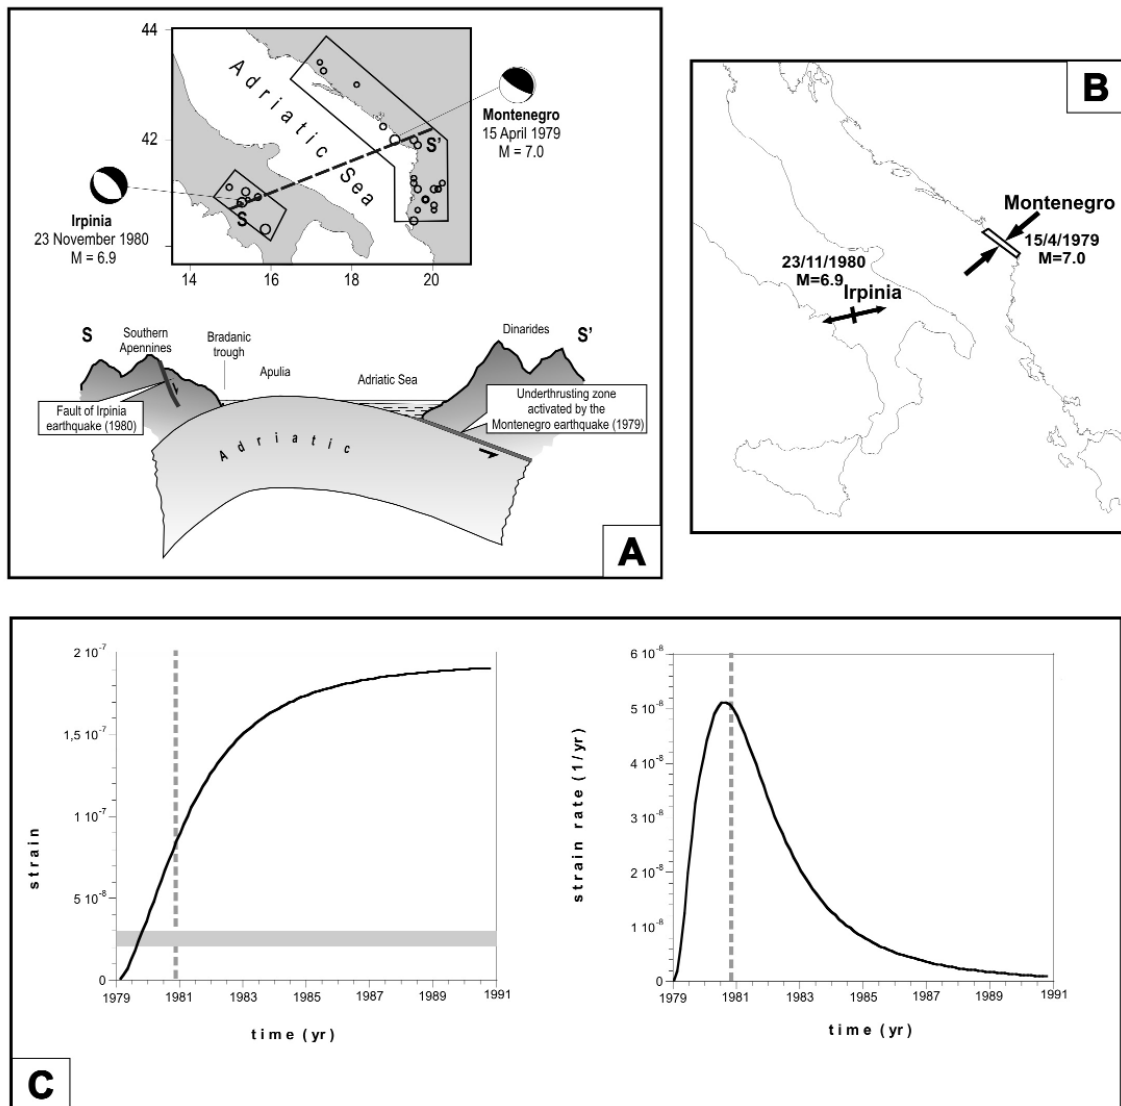 44
42
40
14
16
18
20
Adriatic Sea
Montenegro
15 April 1979
M = 7.0
S'
S
Irpinia
23 November 1980
M = 6.9
S
Southern
Apennines
Bradanic
trough
Apulia
Adriatic Sea
Dinarides
S'
Fault of Irpinia
earthquake (1980)
Underthrusting zone
activated by the
Montenegro earthquake (1979)
Adriatic
A
B
Montenegro
15/4/1979
M=7.0
23/11/1980
M=6.9
Irpinia
2 10-7
1,5 10-7
1 10-7
5 10-8
0
strain
1979
1981
1983
1985
1987
1989
1991
time (yr)
6 10-8
5 10-8
4 10-8
3 10-8
2 10-8
1 10-8
0
strain rate (1/yr)
1979
1981
1983
1985
1987
1989
1991
time (yr)
C